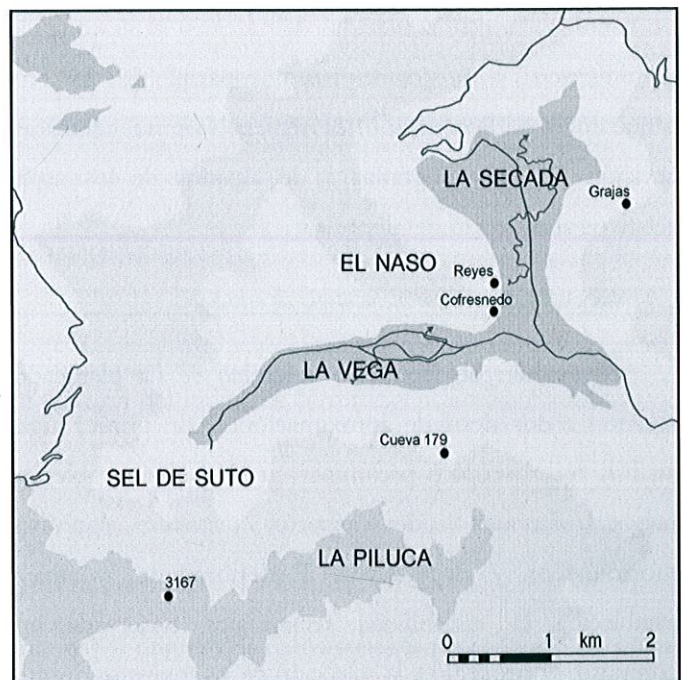 LA SECADA
Grajas
EL NASO
Reyes
Cofresnedo
LA VEGA
Cueva 179
SEL DE SUTO
LA PILUCA
3167
0 1 km 2